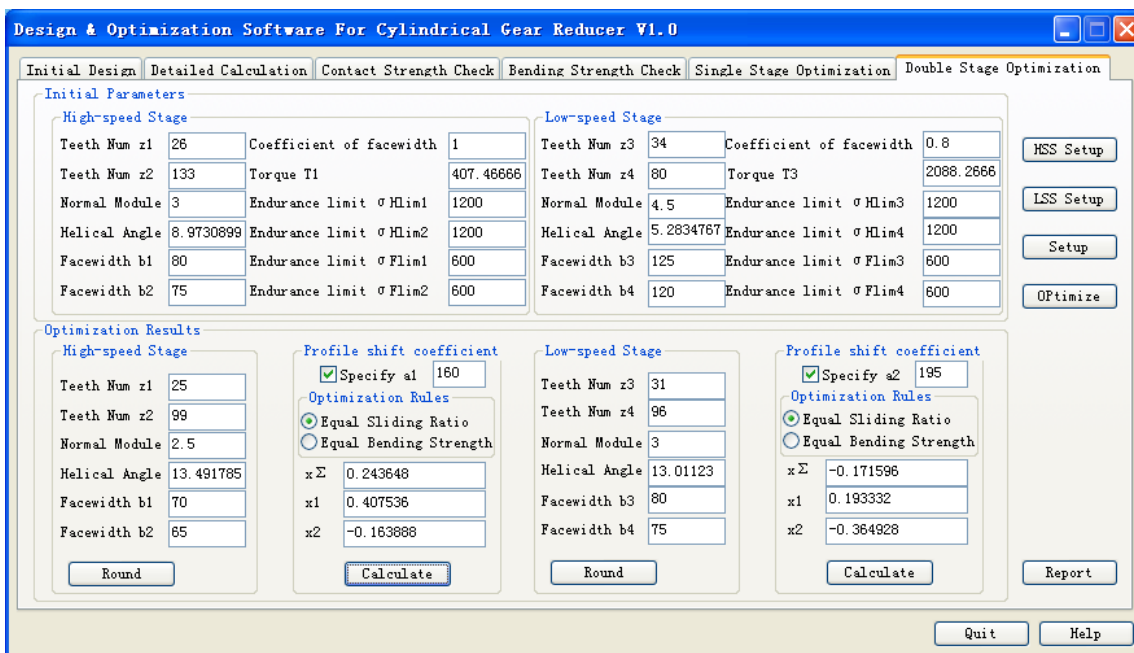 Design & Optimization Software For Cylindrical Gear Reducer V1.0
Initial Design Detailed Calculation Contact Strength Check Bending Strength Check Single Stage Optimization Double Stage Optimization
Initial Parameters
High-speed Stage
Teeth Num z1 26 Coefficient of facewidth 1
Teeth Num z2 133 Torque T1 407.46666
Normal Module 3 Endurance limit σHlim1 1200
Helical Angle 8.9730899 Endurance limit σHlim2 1200
Facewidth b1 80 Endurance limit σFlim1 600
Facewidth b2 75 Endurance limit σFlim2 600
Low-speed Stage
Teeth Num z3 34 Coefficient of facewidth 0.8
Teeth Num z4 80 Torque T3 2088.2666
Normal Module 4.5 Endurance limit σHlim3 1200
Helical Angle 5.2834767 Endurance limit σHlim4 1200
Facewidth b3 125 Endurance limit σFlim3 600
Facewidth b4 120 Endurance limit σFlim4 600
HSS Setup
LSS Setup
Setup
OPtimize
Optimization Results
High-speed Stage
Teeth Num z1 25
Teeth Num z2 99
Normal Module 2.5
Helical Angle 13.491785
Facewidth b1 70
Facewidth b2 65
Round
Profile shift coefficient
Specify a1 160
Optimization Rules
Equal Sliding Ratio
Equal Bending Strength
xΣ 0.243648
x1 0.407536
x2 -0.163888
Calculate
Low-speed Stage
Teeth Num z3 31
Teeth Num z4 96
Normal Module 3
Helical Angle 13.01123
Facewidth b3 80
Facewidth b4 75
Round
Profile shift coefficient
Specify a2 195
Optimization Rules
Equal Sliding Ratio
Equal Bending Strength
xΣ -0.171596
x1 0.193332
x2 -0.364928
Calculate
Report
Quit Help